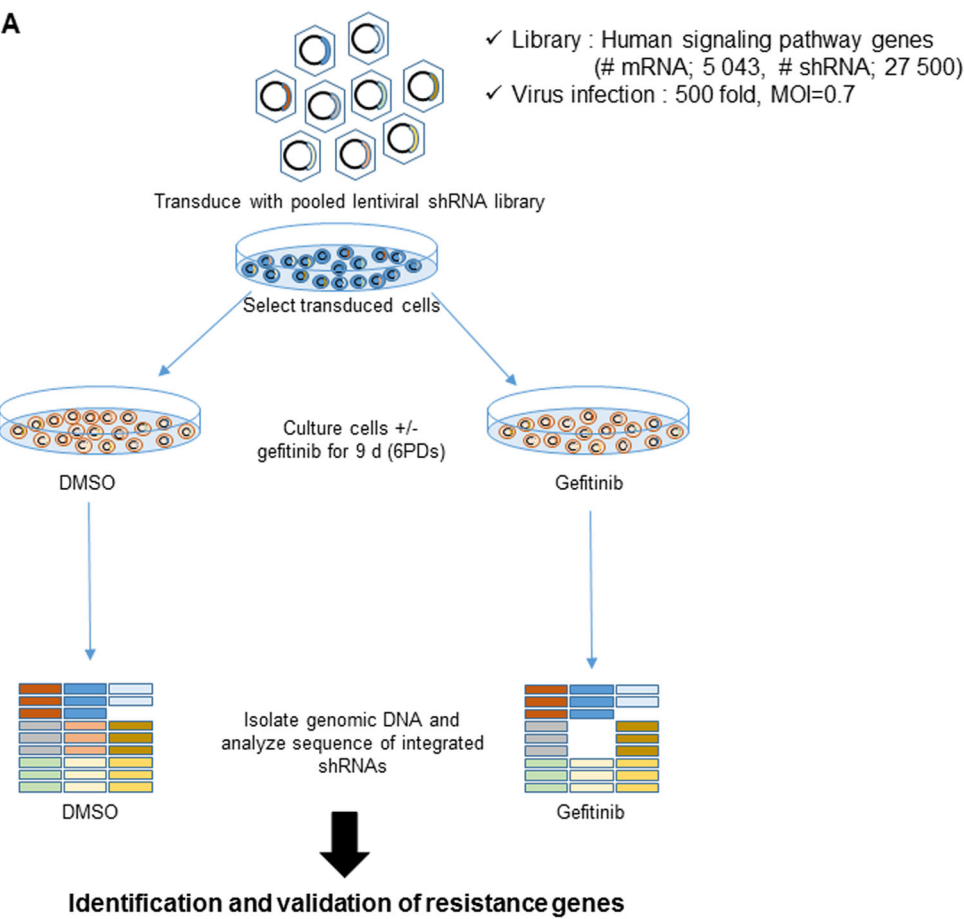 A
✓ Library : Human signaling pathway genes
(# mRNA; 5 043, # shRNA; 27 500)
✓ Virus infection : 500 fold, MOI=0.7
Transduce with pooled lentiviral shRNA library
Select transduced cells
Culture cells +/-
gefitinib for 9 d (6PDs)
DMSO
Gefitinib
Isolate genomic DNA and
analyze sequence of integrated
shRNAs
DMSO
Gefitinib
Identification and validation of resistance genes